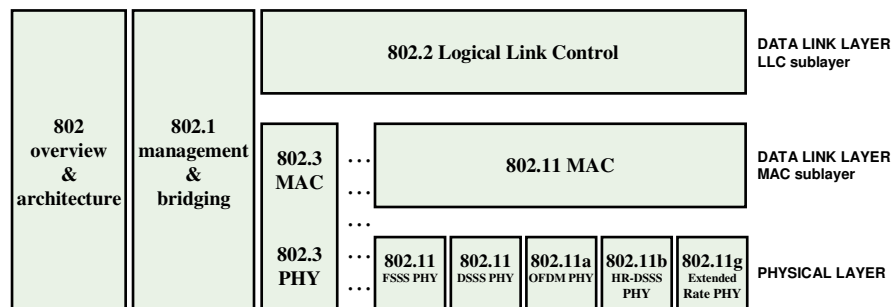 802
overview
&
architecture
802.1
management
&
bridging
802.2 Logical Link Control
DATA LINK LAYER
LLC sublayer
802.3
MAC
802.3
PHY
...
...
...
...
...
802.11 MAC
DATA LINK LAYER
MAC sublayer
802.11
FSSS PHY
802.11
DSSS PHY
802.11a
OFDM PHY
802.11b
HR-DSSS
PHY
802.11g
Extended
Rate PHY
PHYSICAL LAYER